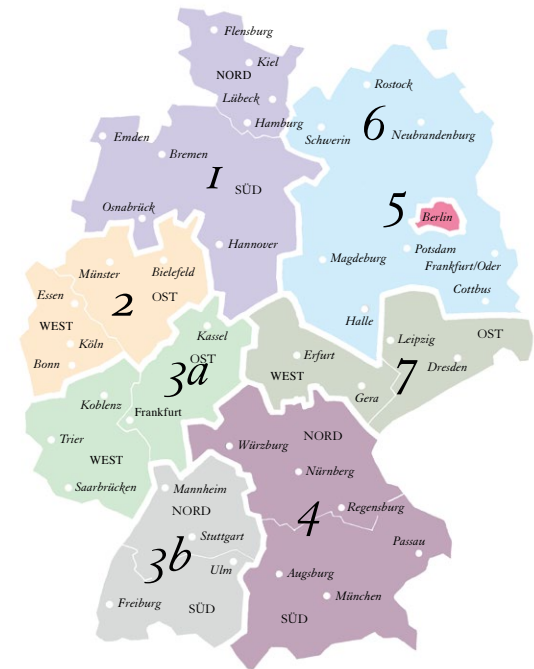 Flensburg
Kiel
NORD
Lübeck
Hamburg
Rostock
6
Schwerin
Neubrandenburg
Emden
Bremen
1
SÜD
Osnabrück
Hannover
5
Berlin
Potsdam
Magdeburg
Frankfurt/Oder
Cottbus
Halle
Münster
Bielefeld
Essen
2
OST
WEST
Köln
Bonn
Kassel
OST
3a
Koblenz
Frankfurt
Trier
WEST
Saarbrücken
Erfurt
WEST
Gera
Leipzig
OST
7
Dresden
Würzburg
NORD
Nürnberg
4
Regensburg
Passau
Augsburg
München
SÜD
Mannheim
NORD
Stuttgart
3b
Ulm
Freiburg
SÜD